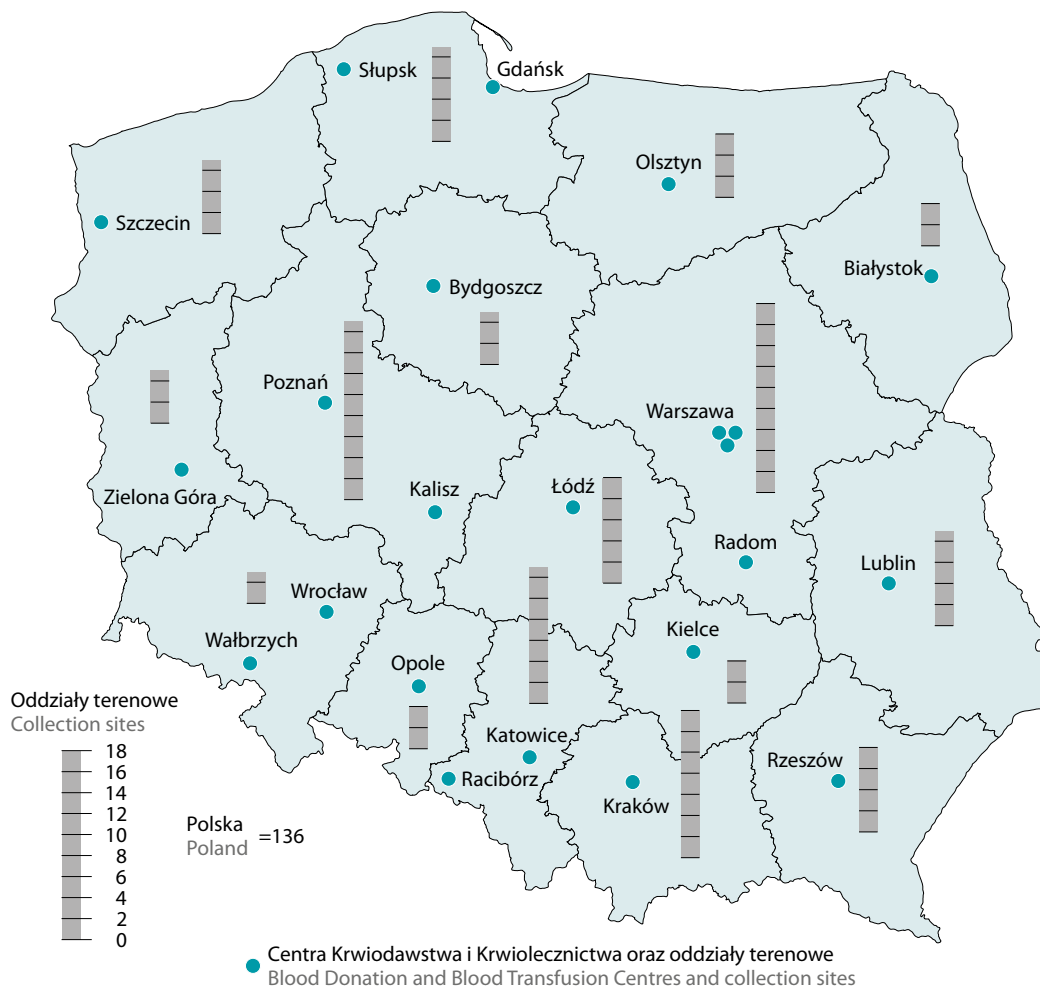 Słupsk
Gdańsk
Olsztyn
Szczecin
Białystok
Bydgoszcz
Poznań
Warszawa
Zielona Góra
Kalisz
Łódź
Radom
Lublin
Wrocław
Wałbrzych
Kielce
Opole
Katowice
Racibórz
Kraków
Rzeszów
Oddziały terenowe
Collection sites
18
16
14
12
10
8
6
4
2
0
Polska
Poland
=136
Centra Krwiodawstwa i Krwiolecznictwa oraz oddziały terenowe
Blood Donation and Blood Transfusion Centres and collection sites